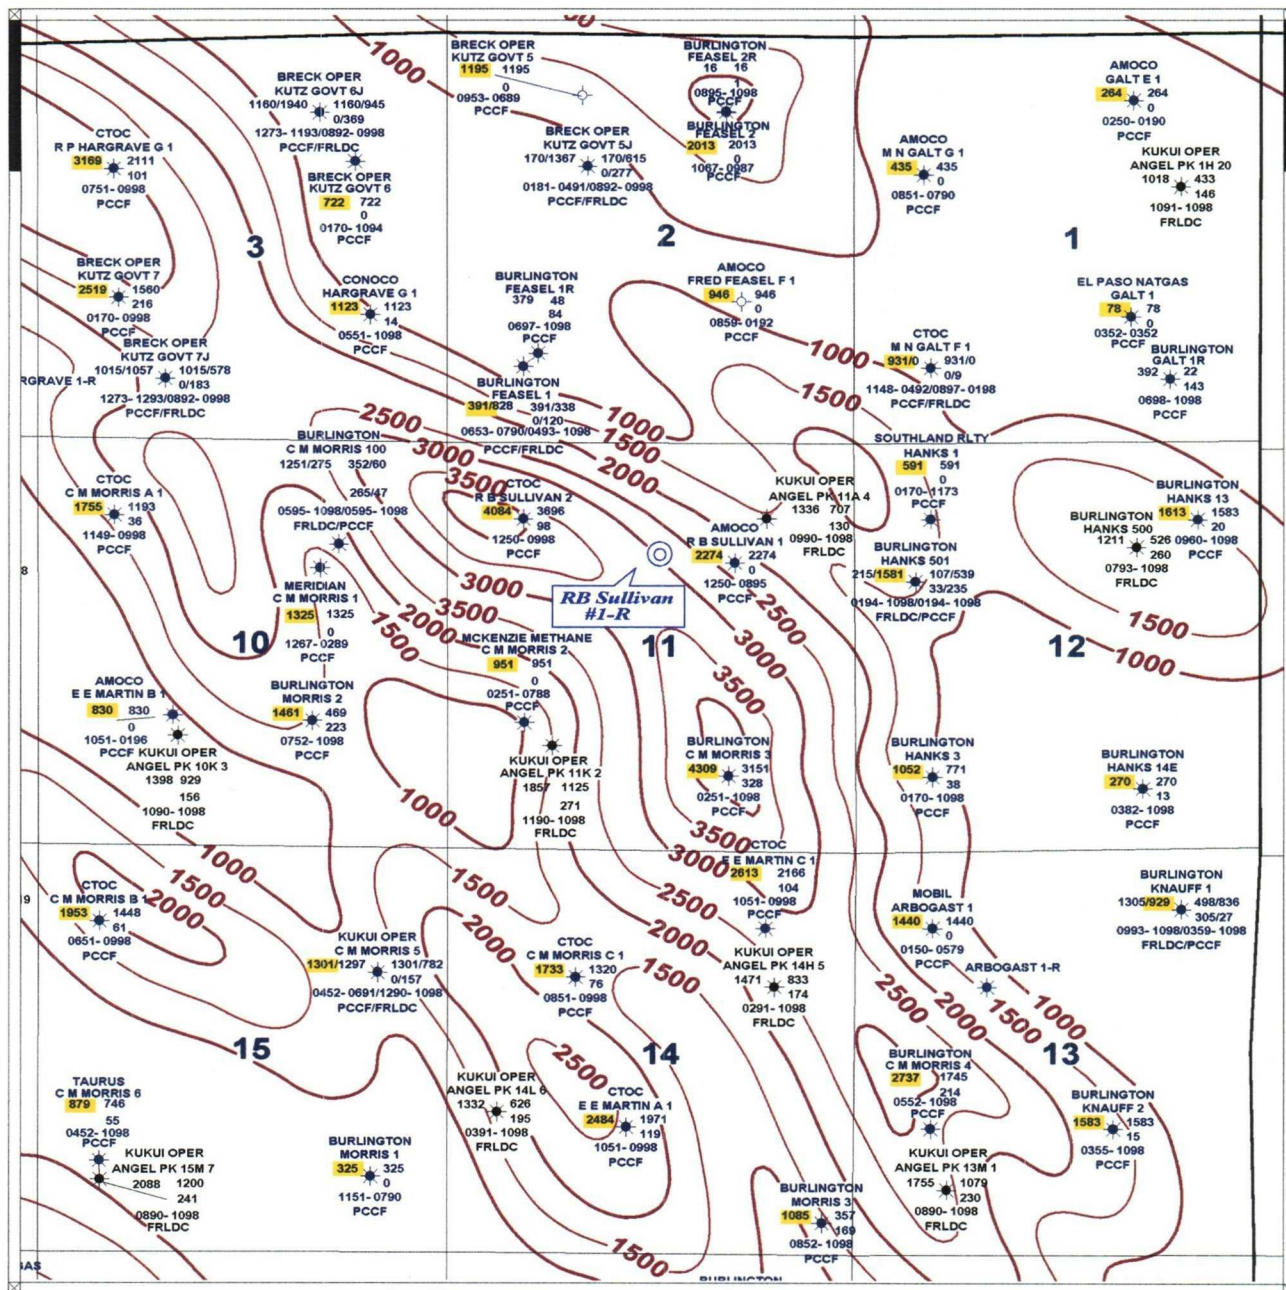 BRECK OPER
KUTZ GOVT 5
1195 1195
0
0953- 0689
PCCF
BURLINGTON
FEASEL 2R
16 16
1
0895- 1098
PCCF
BURLINGTON
FEASEL 2
2013 2013
0
1067- 0987
PCCF
1000
BRECK OPER
KUTZ GOVT 6J
1160/1940 1160/945
0/369
1273- 1193/0892- 0998
PCCF/FRLDC
AMOCO
GALT E 1
264 264
0
0250- 0190
PCCF
CTOC
R P HARGRAVE G 1
3169 2111
101
0751- 0998
PCCF
BRECK OPER
KUTZ GOVT 6
722 722
0
0170- 1094
PCCF
BRECK OPER
KUTZ GOVT 5J
170/1367 170/615
0/277
0181- 0491/0892- 0998
PCCF/FRLDC
AMOCO
M N GALT G 1
435 435
0
0851- 0790
PCCF
KUKUI OPER
ANGEL PK 1H 20
1018 433
146
1091- 1098
FRLDC
3
2
1
BRECK OPER
KUTZ GOVT 7
2519 1560
216
0170- 0998
PCCF
CONOCO
HARGRAVE G 1
1123 1123
14
0551- 1098
PCCF
BURLINGTON
FEASEL 1R
379 48
84
0697- 1098
PCCF
AMOCO
FRED FEASEL F 1
946 946
0
0859- 0192
PCCF
EL PASO NATGAS
GALT 1
78 78
0
0352- 0352
PCCF
BRECK OPER
KUTZ GOVT 7J
1015/1057 1015/578
0/183
1273- 1293/0892- 0998
PCCF/FRLDC
RGRAVE 1-R
BURLINGTON
FEASEL 1
391/828 391/338
0/120
0653- 0790/0493- 1098
PCCF/FRLDC
CTOC
M N GALT F 1
931/0 931/0
0/9
1148- 0492/0897- 0198
PCCF/FRLDC
BURLINGTON
GALT 1R
392 22
143
0698- 1098
PCCF
1000
1500
1000
1500
2000
2500
3000
3500
BURLINGTON
C M MORRIS 100
1251/275 352/60
265/47
0595- 1098/0595- 1098
FRLDC/PCCF
CTOC
C M MORRIS A 1
1755 1193
36
1149- 0998
PCCF
CTOC
R B SULLIVAN 2
4084 3696
98
1250- 0998
PCCF
KUKUI OPER
ANGEL PK 11A 4
1336 707
130
0990- 1098
FRLDC
AMOCO
R B SULLIVAN 1
2274 2274
0
1250- 0895
PCCF
SOUTHLAND RLTY
HANKS 1
591 591
0
0170- 1173
PCCF
BURLINGTON
HANKS 13
1613 1583
20
0960- 1098
PCCF
BURLINGTON
HANKS 500
1211 526
260
0793- 1098
FRLDC
BURLINGTON
HANKS 501
215/1581 107/539
33/235
0194- 1098/0194- 1098
FRLDC/PCCF
8
MERIDIAN
C M MORRIS 1
1325 1325
0
1267- 0289
PCCF
RB Sullivan
#1-R
3000
3500
2000
1500
2500
3000
3500
1500
1000
10
11
12
MCKENZIE METHANE
C M MORRIS 2
951 951
0
0251- 0788
PCCF
AMOCO
E E MARTIN B 1
830 830
0
1051- 0196
PCCF
BURLINGTON
MORRIS 2
1461 469
223
0752- 1098
PCCF
KUKUI OPER
ANGEL PK 10K 3
1398 929
156
1090- 1098
FRLDC
KUKUI OPER
ANGEL PK 11K 2
1857 1125
271
1190- 1098
FRLDC
BURLINGTON
C M MORRIS 3
4309 3151
328
0251- 1098
PCCF
BURLINGTON
HANKS 3
1052 771
38
0170- 1098
PCCF
BURLINGTON
HANKS 14E
270 270
13
0382- 1098
PCCF
1000
3500
3000
2500
2000
1000
1500
2000
1500
2000
1500
CTOC
E E MARTIN C 1
2613 2166
104
1051- 0998
PCCF
9
CTOC
C M MORRIS B 1
1953 1448
61
0651- 0998
PCCF
KUKUI OPER
C M MORRIS 5
1301/1297 1301/782
0/157
0452- 0691/1290- 1098
PCCF/FRLDC
CTOC
C M MORRIS C 1
1733 1320
76
0851- 0998
PCCF
KUKUI OPER
ANGEL PK 14H 5
1471 833
174
0291- 1098
FRLDC
MOBIL
ARBOGAST 1
1440 1440
0
0150- 0579
PCCF
BURLINGTON
KNAUFF 1
1305/929 498/836
305/27
0993- 1098/0359- 1098
FRLDC/PCCF
ARBOGAST 1-R
2500
2000
1500
1000
15
14
13
2500
TAURUS
C M MORRIS 6
879 746
55
0452- 1098
PCCF
KUKUI OPER
ANGEL PK 15M 7
2088 1200
241
0890- 1098
FRLDC
BURLINGTON
MORRIS 1
325 325
0
1151- 0790
PCCF
KUKUI OPER
ANGEL PK 14L 6
1332 626
195
0391- 1098
FRLDC
CTOC
E E MARTIN A 1
2484 1971
119
1051- 0998
PCCF
BURLINGTON
C M MORRIS 4
2737 1745
214
0552- 1098
PCCF
BURLINGTON
KNAUFF 2
1583 1583
15
0355- 1098
PCCF
KUKUI OPER
ANGEL PK 13M 1
1755 1079
230
0890- 1098
FRLDC
BURLINGTON
MORRIS 3
1085 357
169
0852- 1098
PCCF
1500
BURLINGTON